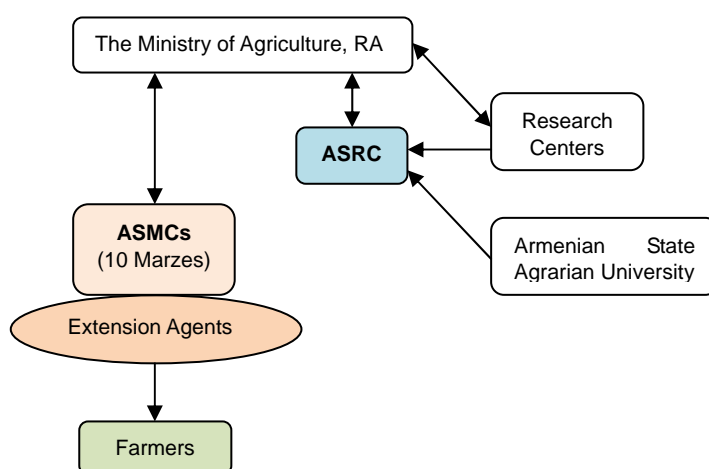 The Ministry of Agriculture, RA
Research
Centers
ASRC
ASMCs
(10 Marzes)
Armenian State
Agrarian University
Extension Agents
Farmers